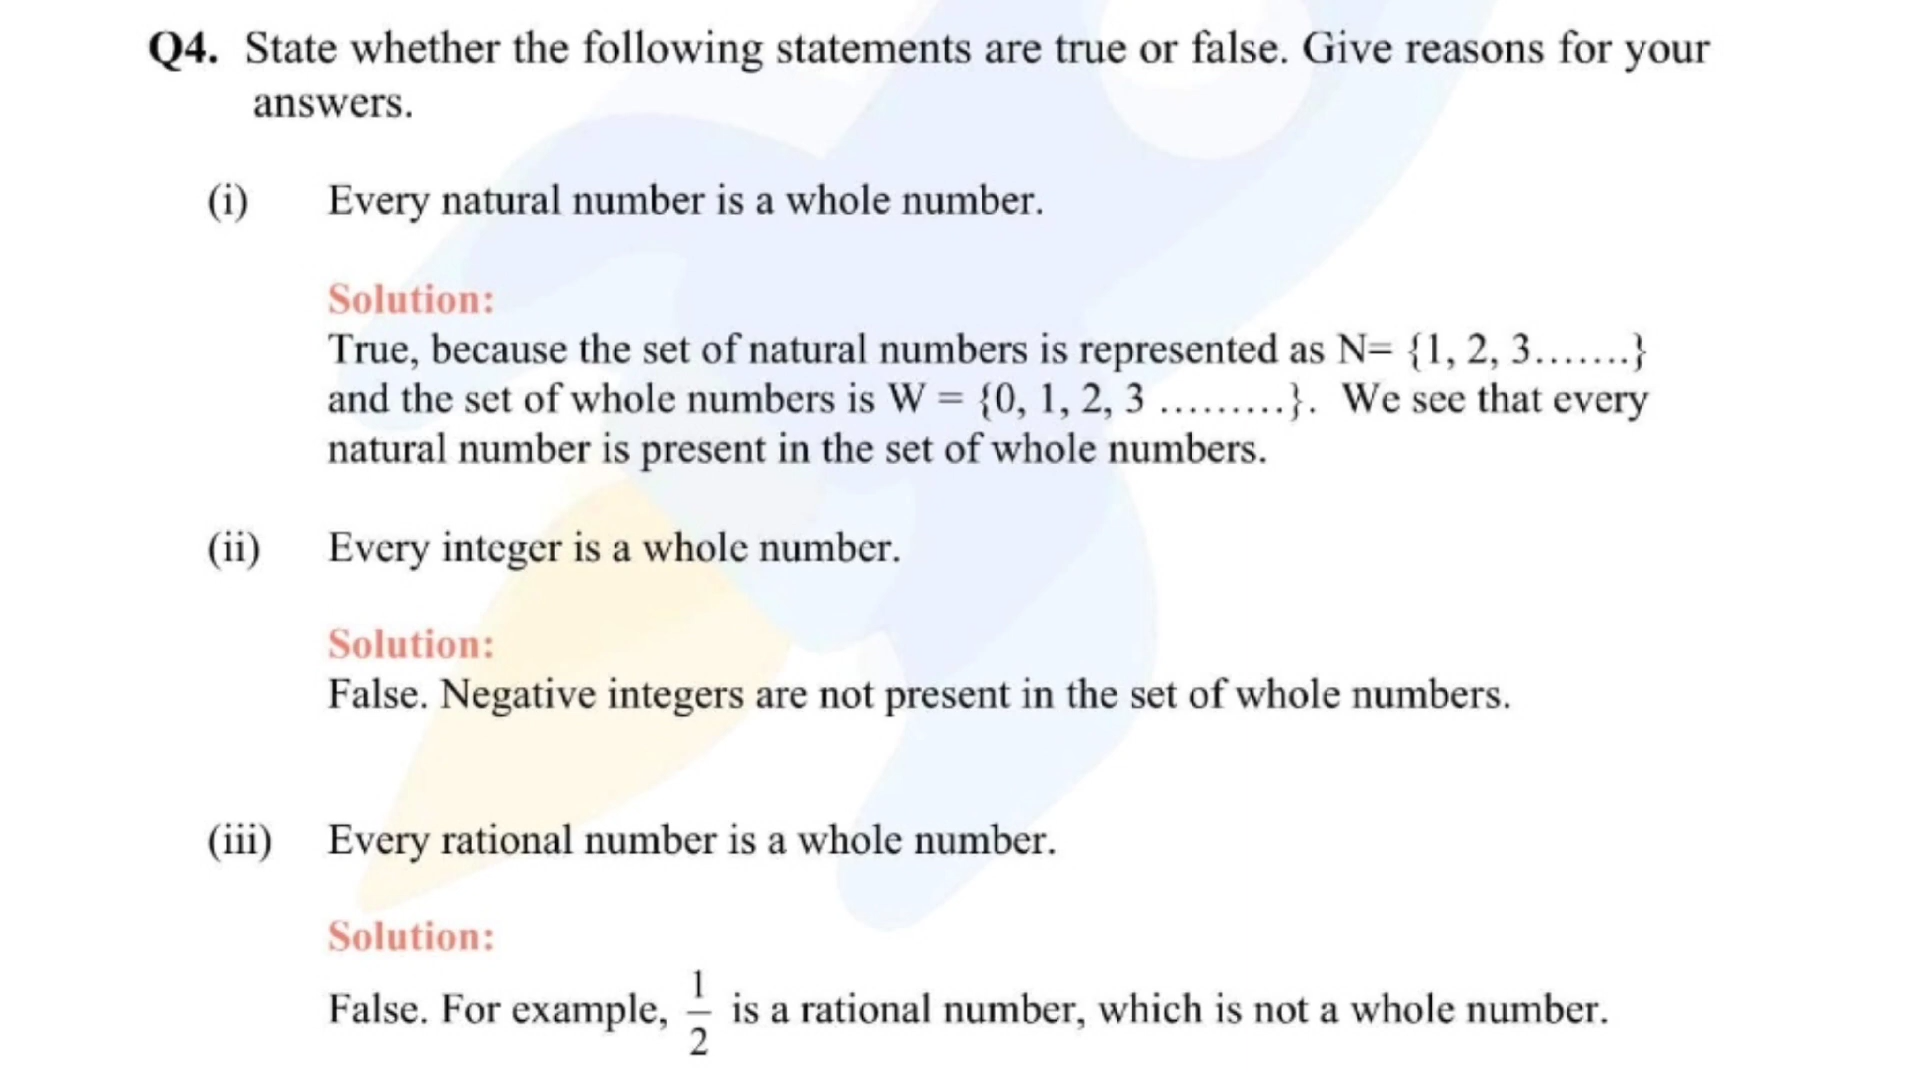 Q4. State whether the following statements are true or false. Give reasons for your
answers.
(i) Every natural number is a whole number.
Solution:
True, because the set of natural numbers is represented as N= {1, 2, 3.......}
and the set of whole numbers is W = {0, 1, 2, 3 .........}. We see that every
natural number is present in the set of whole numbers.
(ii) Every integer is a whole number.
Solution:
False. Negative integers are not present in the set of whole numbers.
(iii) Every rational number is a whole number.
Solution:
False. For example, 1/2 is a rational number, which is not a whole number.